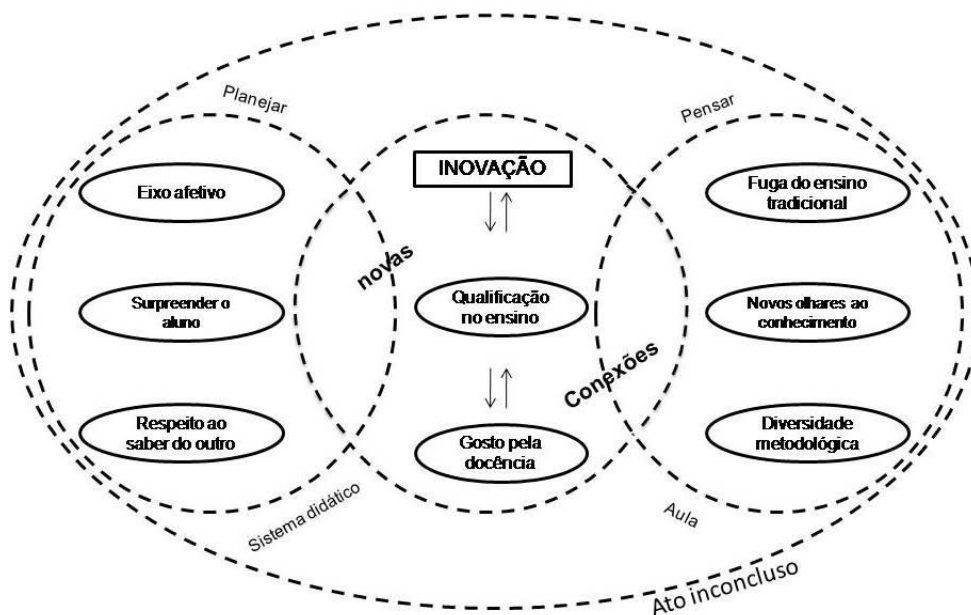 Planejar
Pensar
Eixo afetivo
INOVAÇÃO
Fuga do ensino
tradicional
novas
Surpreender o
aluno
Qualificação
no ensino
Novos olhares ao
conhecimento
Conexões
Respeito ao
saber do outro
Gosto pela
docência
Diversidade
metodológica
Sistema didático
Aula
Ato inconcluso